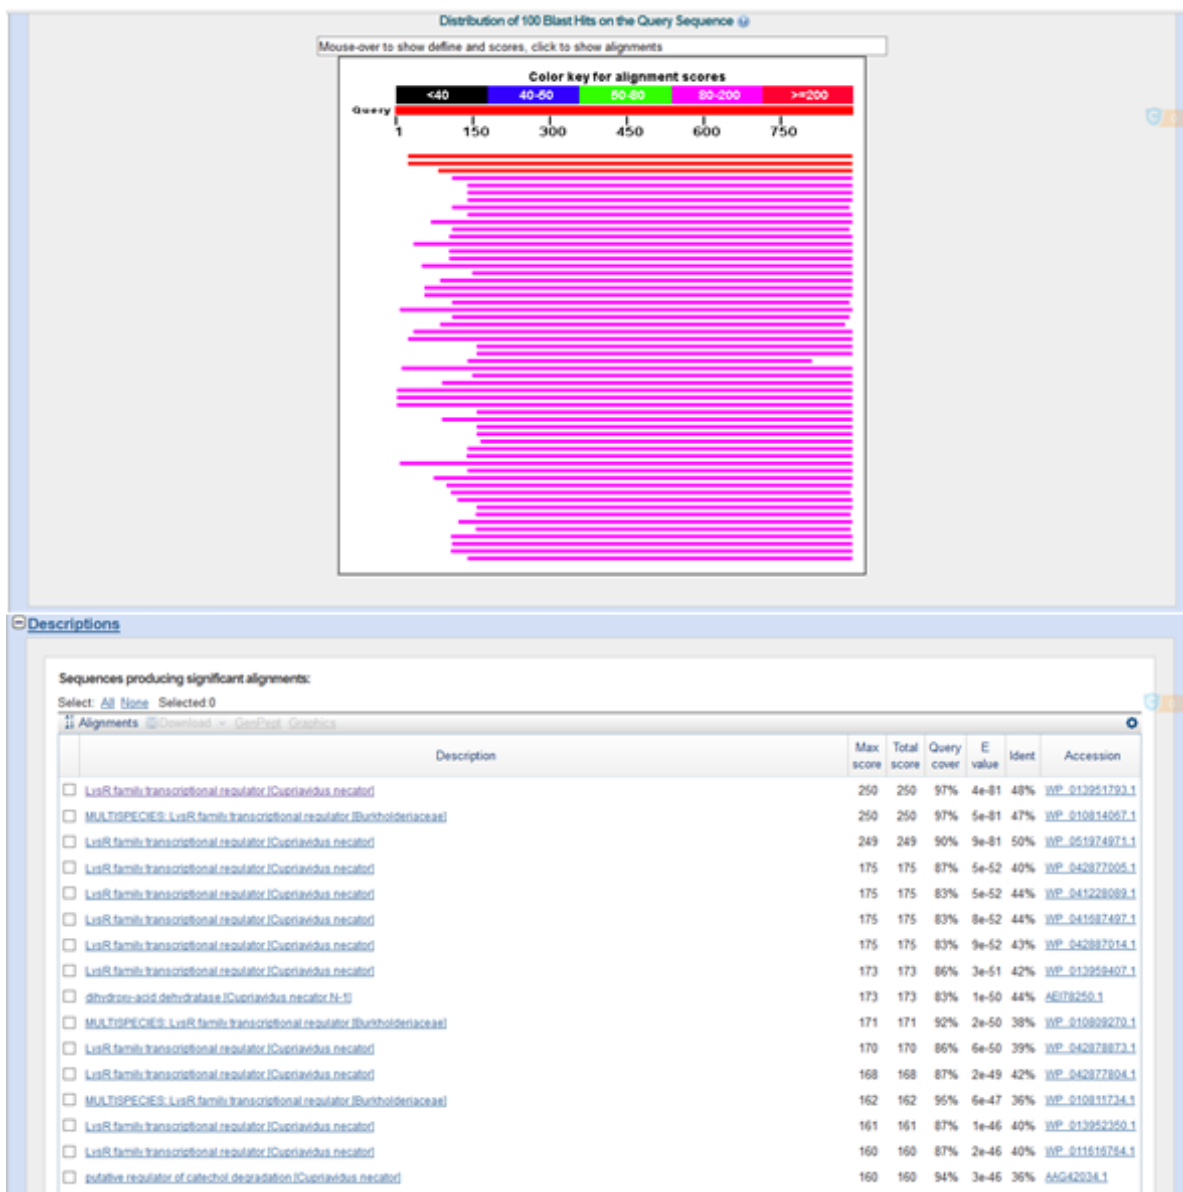 Distribution of 100 Blast Hits on the Query Sequence
Mouse-over to show define and scores, click to show alignments
Color key for alignment scores
<40 40-50 50-80 80-200 >=200
Query
1 150 300 450 600 750
Descriptions
Sequences producing significant alignments:
Select: All None Selected:0
Alignments Download GenPept Graphics
Description Max score Total score Query cover E value Ident Accession
LysR family transcriptional regulator [Cupriavidus necator] 250 250 97% 4e-81 48% WP_013951793.1
MULTISPECIES: LysR family transcriptional regulator [Burkholderiaceae] 250 250 97% 5e-81 47% WP_010814067.1
LysR family transcriptional regulator [Cupriavidus necator] 249 249 90% 9e-81 50% WP_051974971.1
LysR family transcriptional regulator [Cupriavidus necator] 175 175 87% 5e-52 40% WP_042877005.1
LysR family transcriptional regulator [Cupriavidus necator] 175 175 83% 5e-52 44% WP_041228089.1
LysR family transcriptional regulator [Cupriavidus necator] 175 175 83% 8e-52 44% WP_041687497.1
LysR family transcriptional regulator [Cupriavidus necator] 175 175 83% 9e-52 43% WP_042887014.1
LysR family transcriptional regulator [Cupriavidus necator] 173 173 86% 3e-51 42% WP_013959407.1
dihydroxy-acid dehydratase [Cupriavidus necator N-1] 173 173 83% 1e-50 44% AEI78250.1
MULTISPECIES: LysR family transcriptional regulator [Burkholderiaceae] 171 171 92% 2e-50 38% WP_010809270.1
LysR family transcriptional regulator [Cupriavidus necator] 170 170 86% 6e-50 39% WP_042878873.1
LysR family transcriptional regulator [Cupriavidus necator] 168 168 87% 2e-49 42% WP_042877804.1
MULTISPECIES: LysR family transcriptional regulator [Burkholderiaceae] 162 162 95% 6e-47 36% WP_010811734.1
LysR family transcriptional regulator [Cupriavidus necator] 161 161 87% 1e-46 40% WP_013952350.1
LysR family transcriptional regulator [Cupriavidus necator] 160 160 87% 2e-46 40% WP_011616764.1
putative regulator of catechol degradation [Cupriavidus necator] 160 160 94% 3e-46 36% AAG42034.1